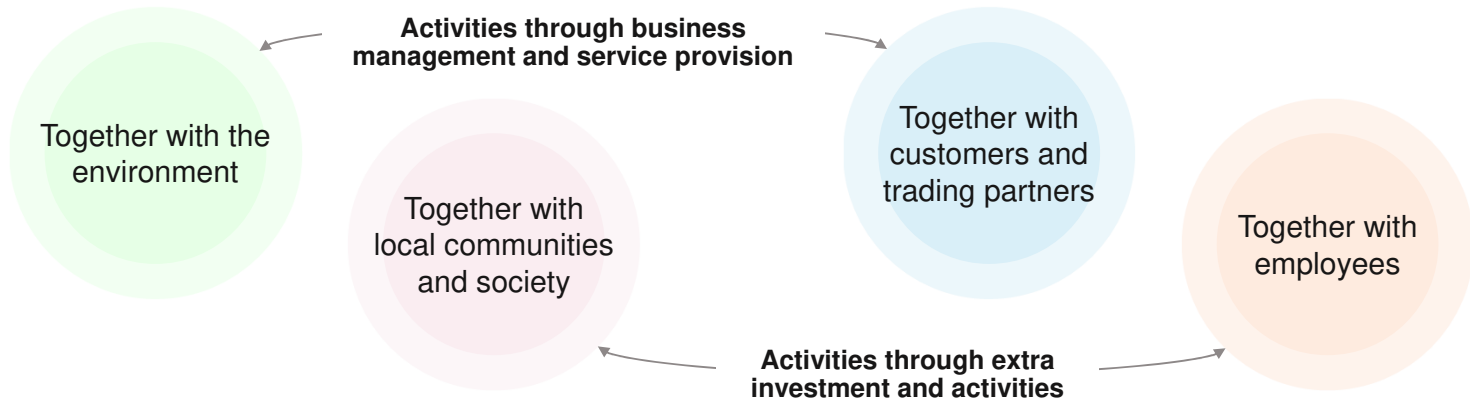 Activities through business
management and service provision
Together with the
environment
Together with
local communities
and society
Together with
customers and
trading partners
Together with
employees
Activities through extra
investment and activities